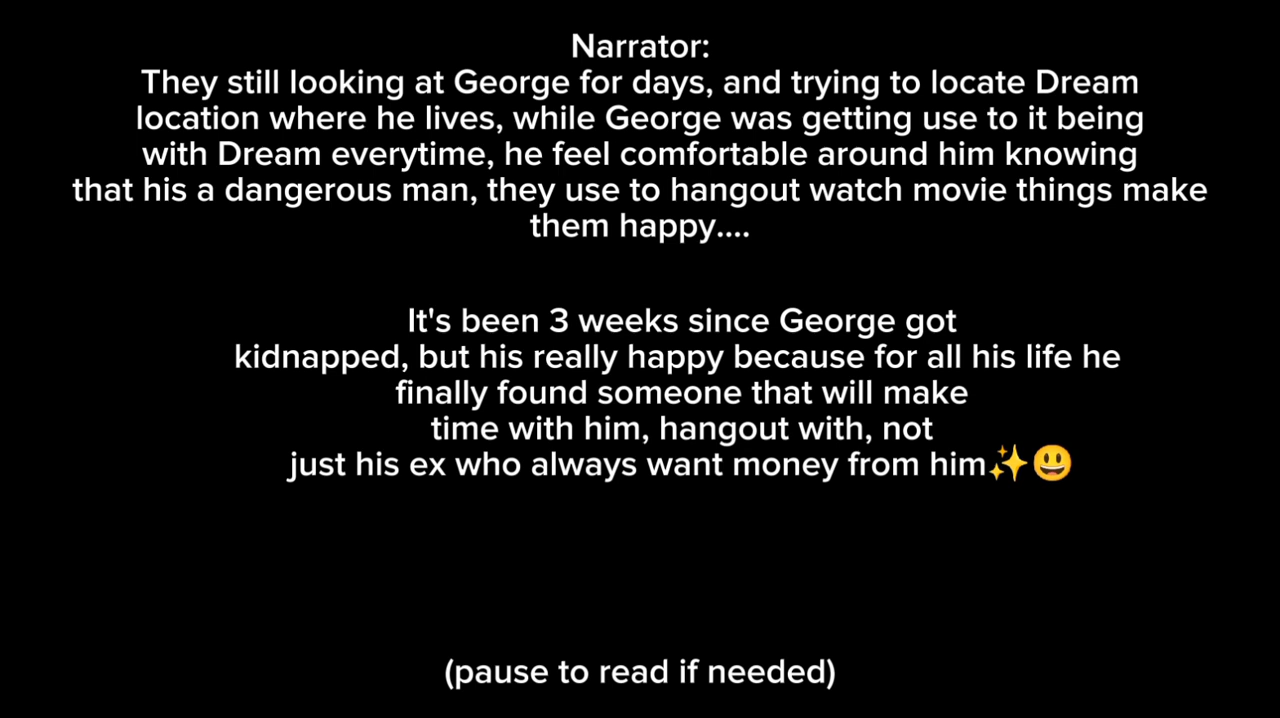 Narrator:
They still looking at George for days, and trying to locate Dream
location where he lives, while George was getting use to it being
with Dream everytime, he feel comfortable around him knowing
that his a dangerous man, they use to hangout watch movie things make
them happy....
It's been 3 weeks since George got
kidnapped, but his really happy because for all his life he
finally found someone that will make
time with him, hangout with, not
just his ex who always want money from him✨😃
(pause to read if needed)